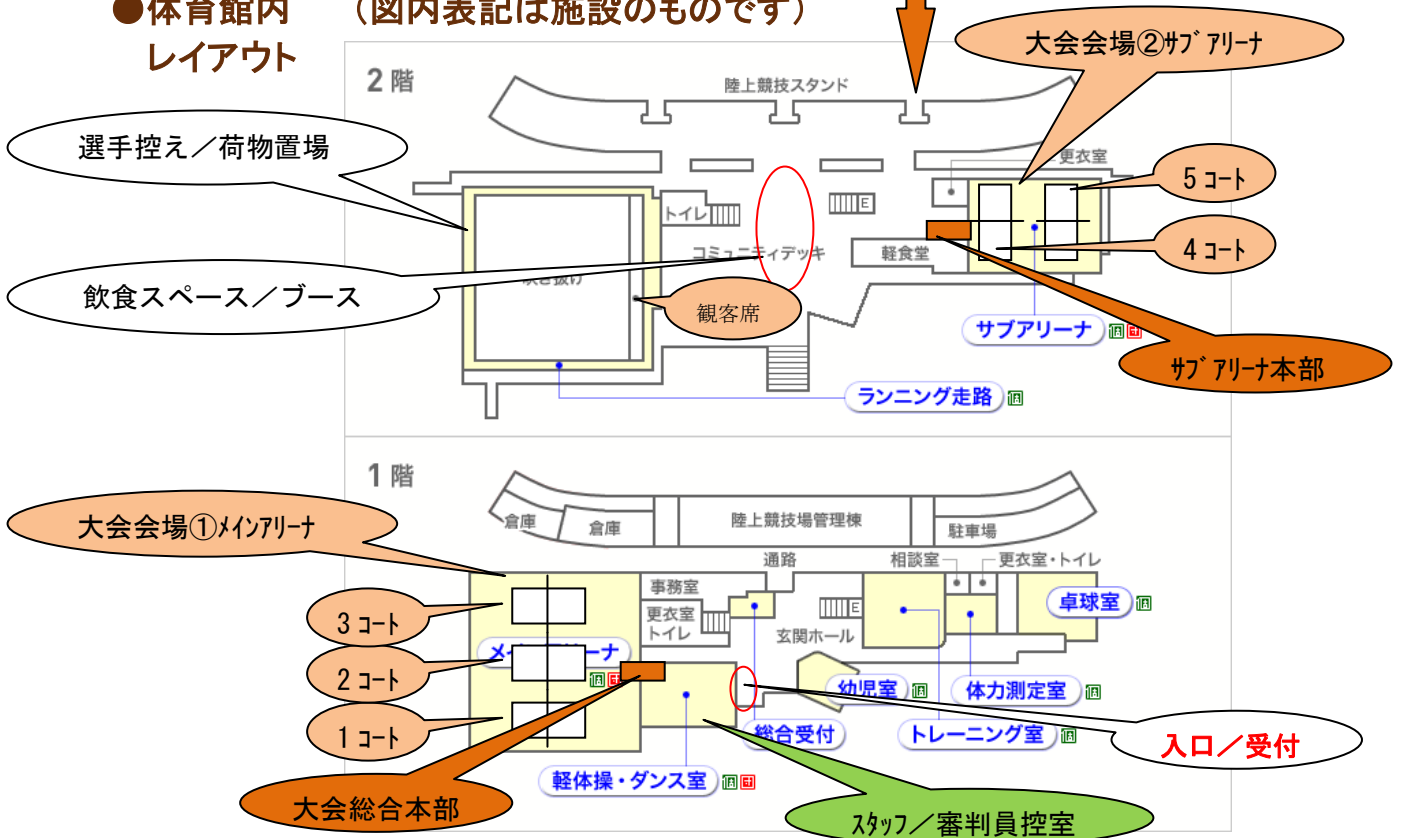 ●体育館内 （図内表記は施設のものです）
レイアウト
大会会場②ｻﾌﾞｱﾘｰﾅ
2階
陸上競技スタンド
選手控え／荷物置場
更衣室
5ｺｰﾄ
トイレ
E
コミュニティデッキ
軽食堂
4ｺｰﾄ
飲食スペース／ブース
吹き抜け
観客席
サブアリーナ
ｻﾌﾞｱﾘｰﾅ本部
ランニング走路
1階
大会会場①ﾒｲﾝｱﾘｰﾅ
倉庫
倉庫
陸上競技場管理棟
駐車場
通路
相談室
更衣室・トイレ
事務室
3ｺｰﾄ
更衣室
トイレ
E
卓球室
玄関ホール
2ｺｰﾄ
幼児室
体力測定室
1ｺｰﾄ
総合受付
トレーニング室
入口／受付
軽体操・ダンス室
大会総合本部
ｽﾀｯﾌ／審判員控室